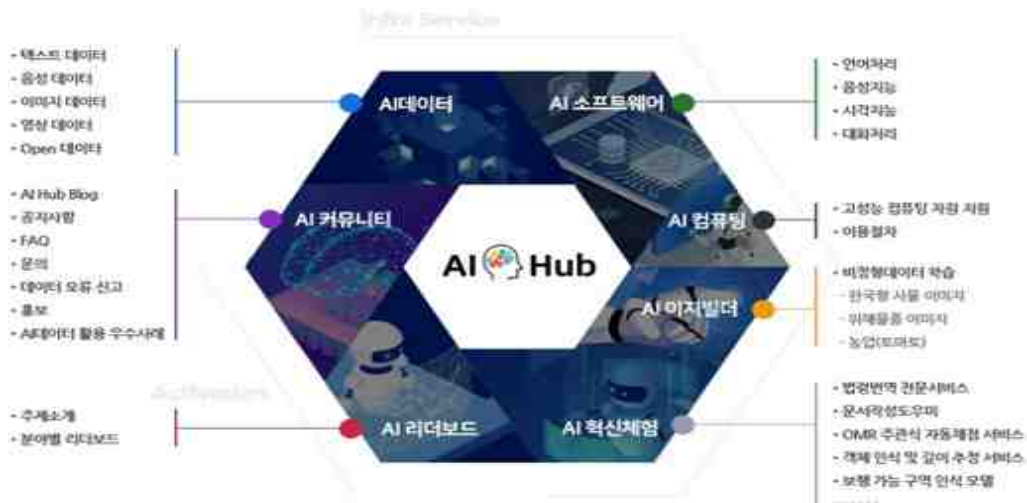 Infra Service
- 텍스트 데이터
- 음성 데이터
- 이미지 데이터
- 영상 데이터
- Open 데이터
AI데이터
AI 소프트웨어
- 언어처리
- 음성지능
- 시각지능
- 대화처리
- AI Hub Blog
- 공지사항
- FAQ
- 문의
- 데이터 오류 신고
- 홍보
- AI데이터 활용 우수사례
AI 커뮤니티
AI Hub
AI 컴퓨팅
- 고성능 컴퓨팅 자원 지원
- 이용절차
AI 이지빌더
- 비정형데이터 학습
- 한국형 사물 이미지
- 위해물품 이미지
- 농업(토마토)
Activation
- 주제소개
- 분야별 리더보드
AI 리더보드
AI 혁신체험
- 법령번역 전문서비스
- 문서작성도우미
- OMR 주관식 자동채점 서비스
- 객체 인식 및 깊이 추정 서비스
- 보행 가능 구역 인식 모델